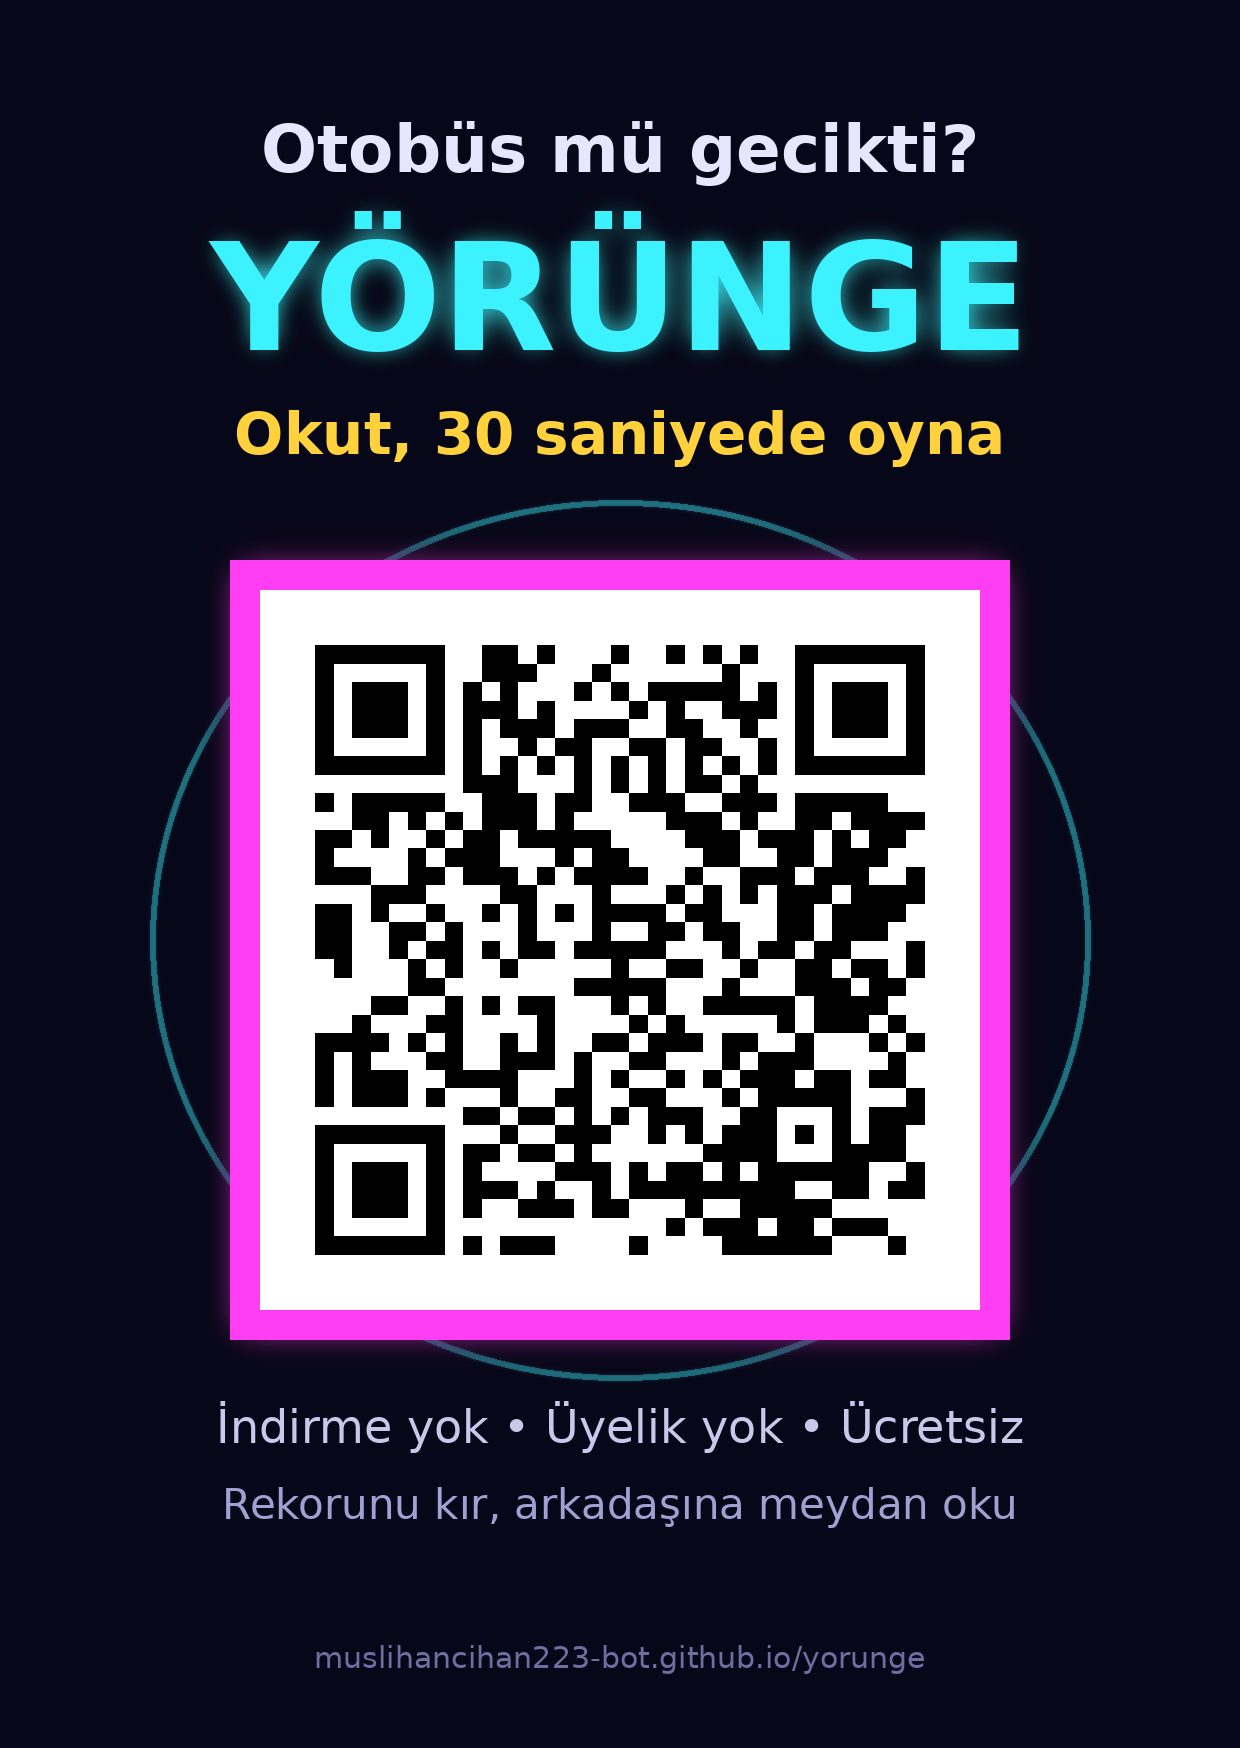 Otobüs mü gecikti?
YÖRÜNGE
Okut, 30 saniyede oyna
İndirme yok • Üyelik yok • Ücretsiz
Rekorunu kır, arkadaşına meydan oku
muslihancihan223-bot.github.io/yorunge